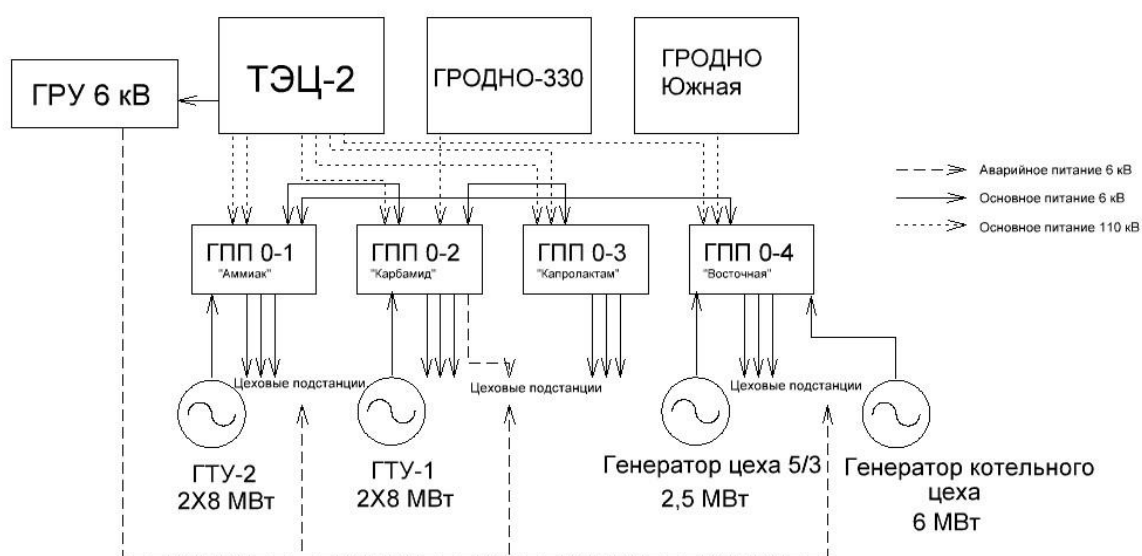 ГРУ 6 кВ
ТЭЦ-2
ГРОДНО-330
ГРОДНО
Южная
Аварийное питание 6 кВ
Основное питание 6 кВ
Основное питание 110 кВ
ГПП 0-1
"Аммиак"
ГПП 0-2
"Карбамид"
ГПП 0-3
"Капролактам"
ГПП 0-4
"Восточная"
Цеховые подстанции
Цеховые подстанции
Цеховые подстанции
ГТУ-2
2Х8 МВт
ГТУ-1
2Х8 МВт
Генератор цеха 5/3
2,5 МВт
Генератор котельного
цеха
6 МВт